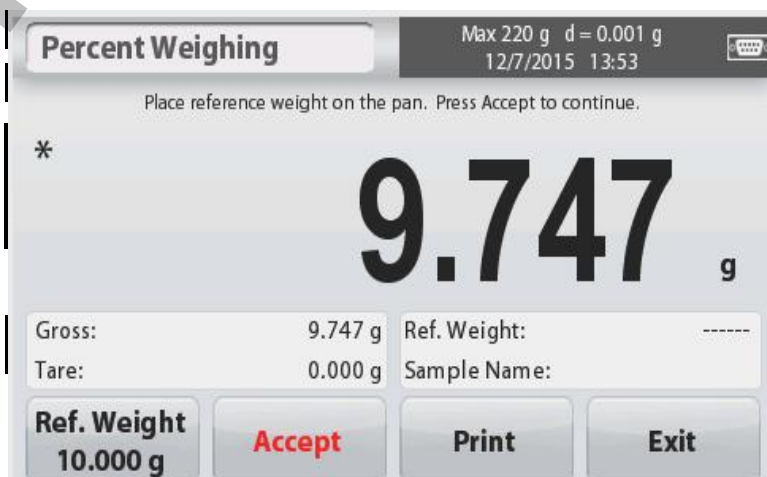 Percent Weighing
Max 220 g d = 0.001 g
12/7/2015 13:53
Place reference weight on the pan. Press Accept to continue.
*
9.747 g
Gross: 9.747 g
Tare: 0.000 g
Ref. Weight: ------
Sample Name:
Ref. Weight
10.000 g
Accept
Print
Exit